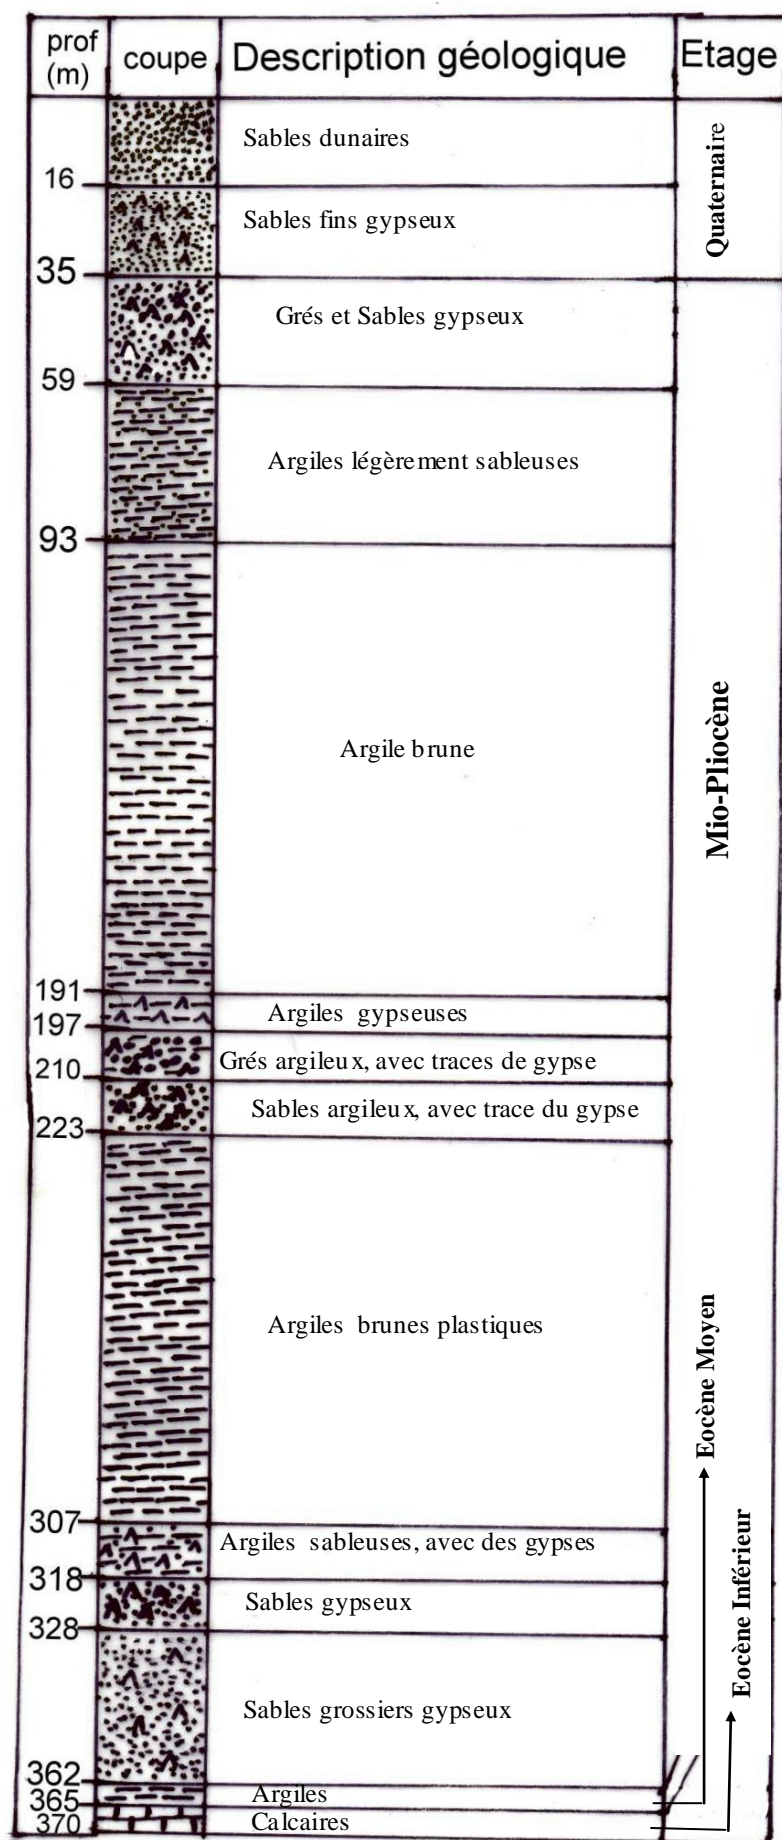 prof (m) coupe Description géologique Etage
Sables dunaires
16
Sables fins gypseux
Quaternaire
35
Grés et Sables gypseux
59
Argiles légèrement sableuses
93
Argile brune
Mio-Pliocène
191
Argiles gypseuses
197
Grés argileux, avec traces de gypse
210
Sables argileux, avec trace du gypse
223
Argiles brunes plastiques
Eocène Moyen
307
Argiles sableuses, avec des gypses
318
Sables gypseux
328
Eocène Inférieur
Sables grossiers gypseux
362
Argiles
365
Calcaires
370